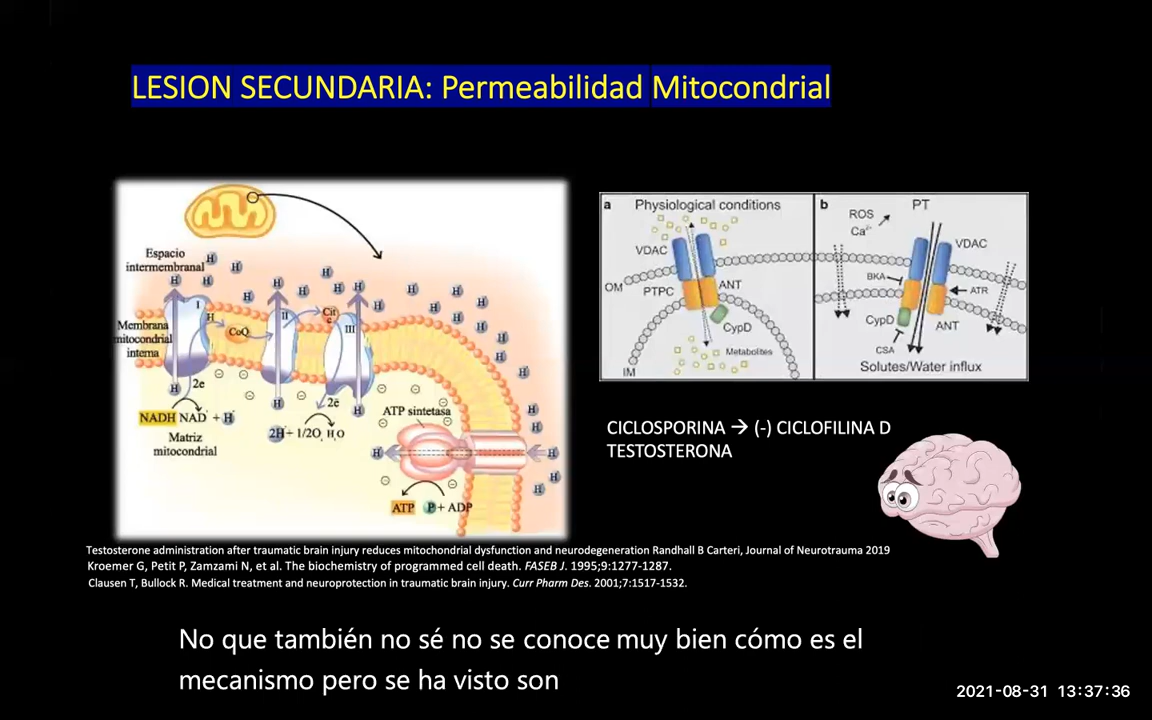 LESION SECUNDARIA: Permeabilidad Mitocondrial
Espacio
intermembranal
H H H H H H H H H H H H H H H H H H
I
H
CoQ
II
Cit
c
III
Membrana
mitocondrial
interna
H
2e
NADH NAD + H
Matriz
mitocondrial
H
2H + 1/2O H O
2e
H
ATP sintetasa
H
H
H
H
H
H
ATP P + ADP
a
Physiological conditions
VDAC
OM
PTPC
ANT
CypD
Metabolites
IM
b
PT
ROS
Ca²⁺
VDAC
BKA
ATR
CypD
ANT
CSA
Solutes/Water influx
CICLOSPORINA → (-) CICLOFILINA D
TESTOSTERONA
Testosterone administration after traumatic brain injury reduces mitochondrial dysfunction and neurodegeneration Randhall B Carteri, Journal of Neurotrauma 2019
Kroemer G, Petit P, Zamzami N, et al. The biochemistry of programmed cell death. FASEB J. 1995;9:1277-1287.
Clausen T, Bullock R. Medical treatment and neuroprotection in traumatic brain injury. Curr Pharm Des. 2001;7:1517-1532.
No que también no sé no se conoce muy bien cómo es el
mecanismo pero se ha visto son
2021-08-31 13:37:36